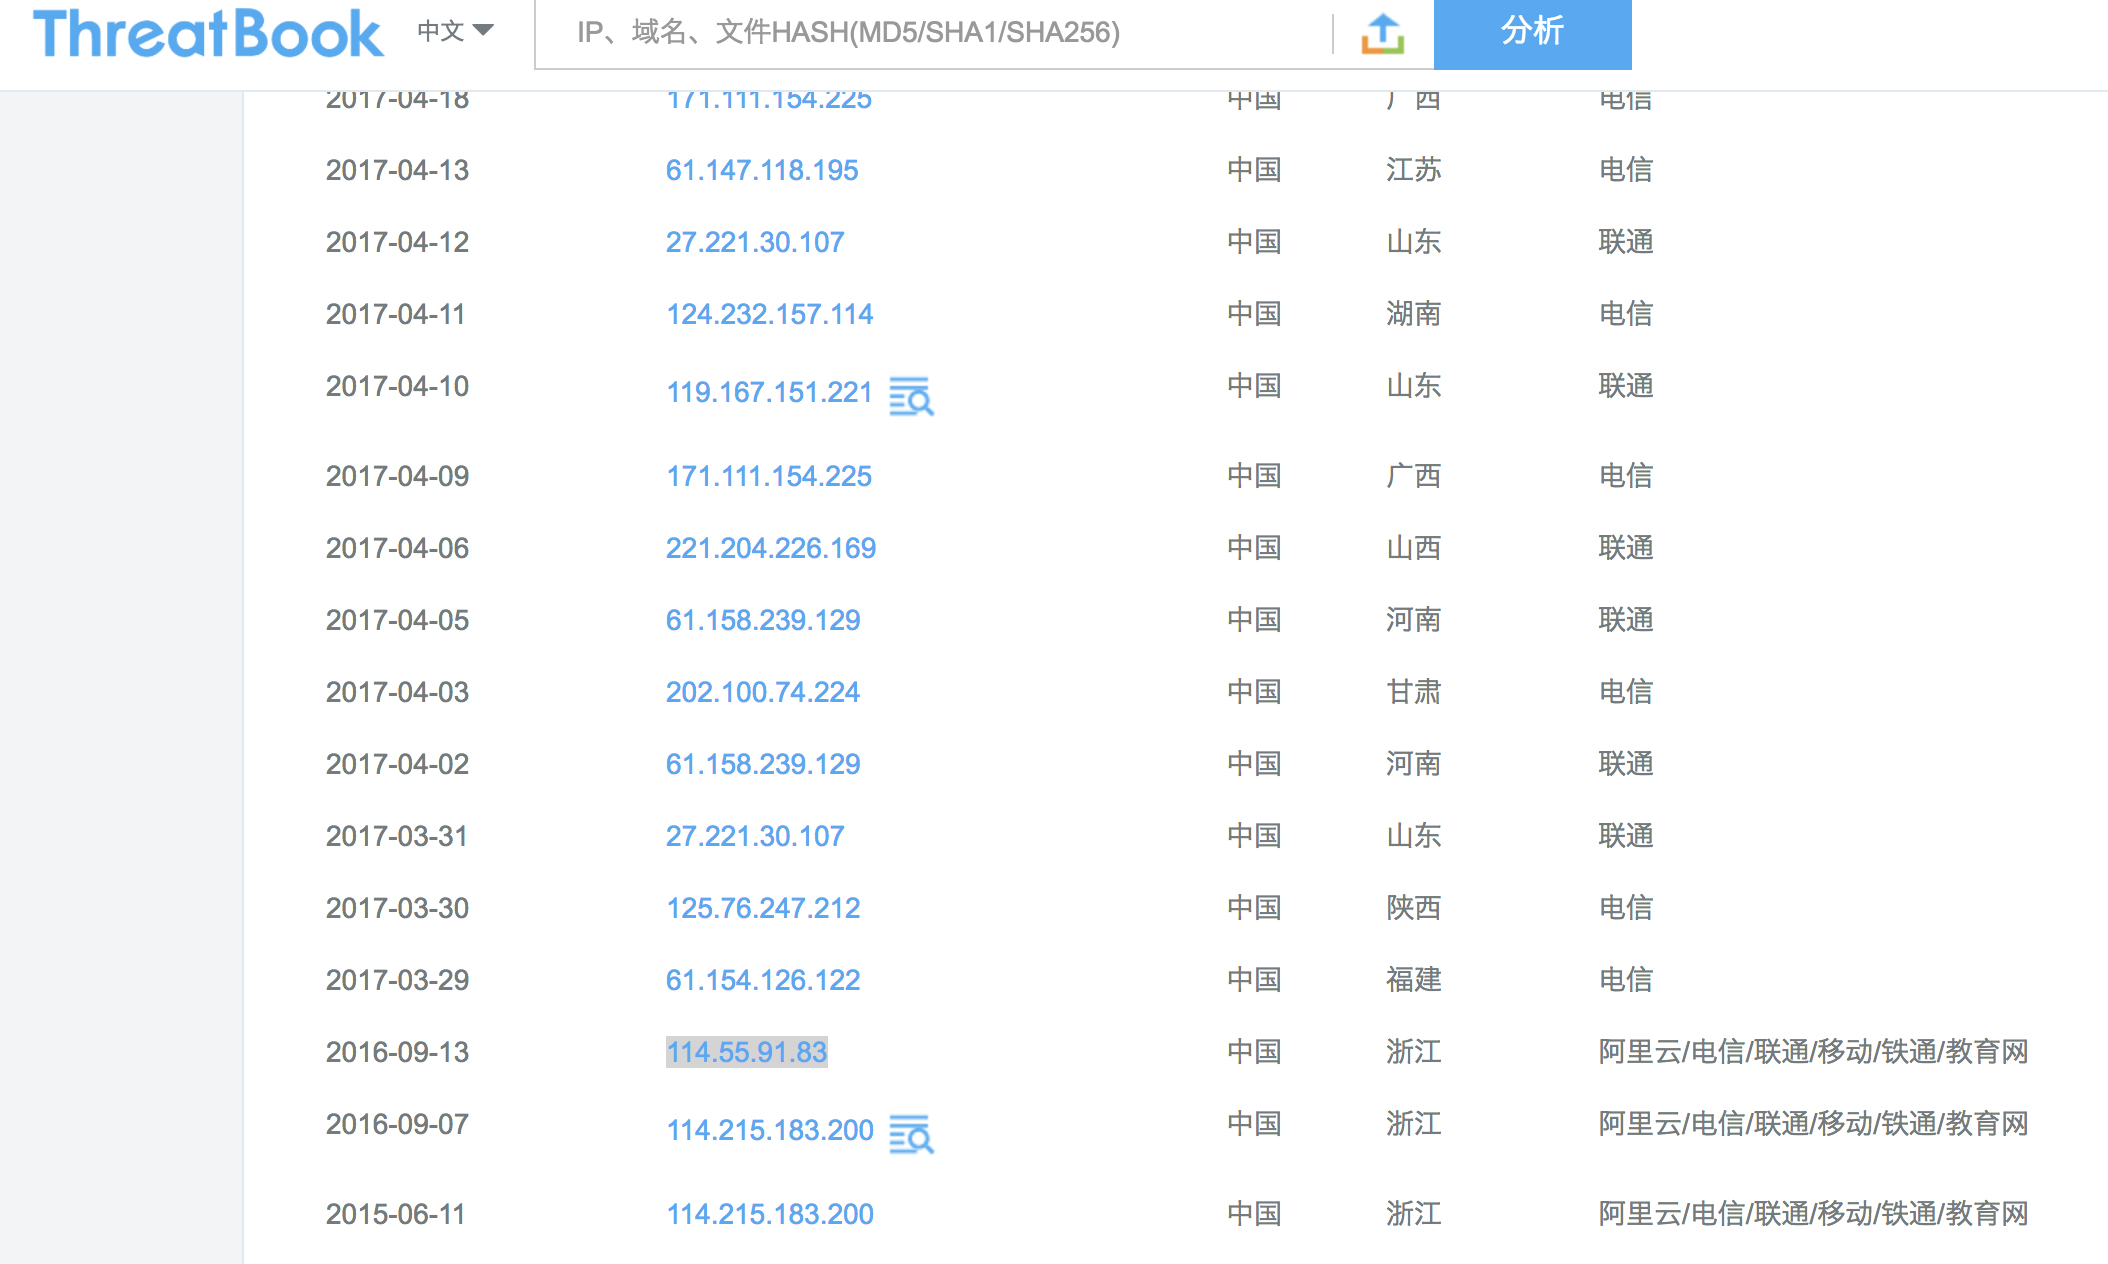 ThreatBook 中文 IP、域名、文件HASH(MD5/SHA1/SHA256) 分析
2017-04-18 171.111.154.225 中国 广西 电信
2017-04-13 61.147.118.195 中国 江苏 电信
2017-04-12 27.221.30.107 中国 山东 联通
2017-04-11 124.232.157.114 中国 湖南 电信
2017-04-10 119.167.151.221 中国 山东 联通
2017-04-09 171.111.154.225 中国 广西 电信
2017-04-06 221.204.226.169 中国 山西 联通
2017-04-05 61.158.239.129 中国 河南 联通
2017-04-03 202.100.74.224 中国 甘肃 电信
2017-04-02 61.158.239.129 中国 河南 联通
2017-03-31 27.221.30.107 中国 山东 联通
2017-03-30 125.76.247.212 中国 陕西 电信
2017-03-29 61.154.126.122 中国 福建 电信
2016-09-13 114.55.91.83 中国 浙江 阿里云/电信/联通/移动/铁通/教育网
2016-09-07 114.215.183.200 中国 浙江 阿里云/电信/联通/移动/铁通/教育网
2015-06-11 114.215.183.200 中国 浙江 阿里云/电信/联通/移动/铁通/教育网